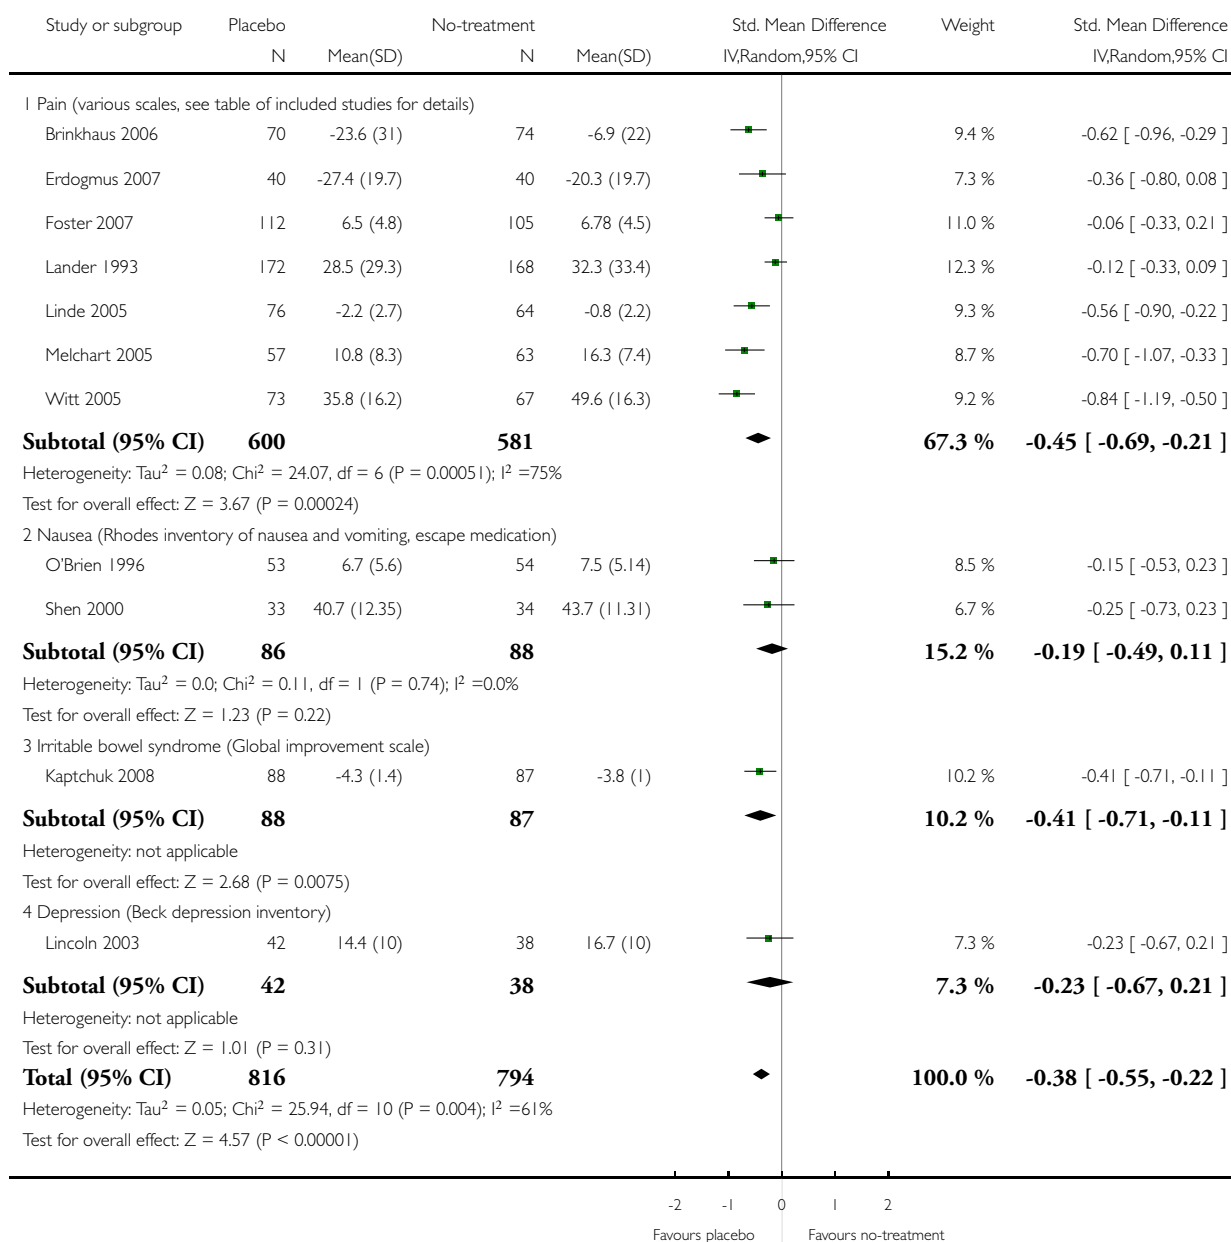 Study or subgroup Placebo No-treatment Std. Mean Difference Weight Std. Mean Difference
N Mean(SD) N Mean(SD) IV,Random,95% CI IV,Random,95% CI
1 Pain (various scales, see table of included studies for details)
Brinkhaus 2006 70 -23.6 (31) 74 -6.9 (22) 9.4 % -0.62 [ -0.96, -0.29 ]
Erdogmus 2007 40 -27.4 (19.7) 40 -20.3 (19.7) 7.3 % -0.36 [ -0.80, 0.08 ]
Foster 2007 112 6.5 (4.8) 105 6.78 (4.5) 11.0 % -0.06 [ -0.33, 0.21 ]
Lander 1993 172 28.5 (29.3) 168 32.3 (33.4) 12.3 % -0.12 [ -0.33, 0.09 ]
Linde 2005 76 -2.2 (2.7) 64 -0.8 (2.2) 9.3 % -0.56 [ -0.90, -0.22 ]
Melchart 2005 57 10.8 (8.3) 63 16.3 (7.4) 8.7 % -0.70 [ -1.07, -0.33 ]
Witt 2005 73 35.8 (16.2) 67 49.6 (16.3) 9.2 % -0.84 [ -1.19, -0.50 ]
Subtotal (95% CI) 600 581 67.3 % -0.45 [ -0.69, -0.21 ]
Heterogeneity: Tau² = 0.08; Chi² = 24.07, df = 6 (P = 0.00051); I² =75%
Test for overall effect: Z = 3.67 (P = 0.00024)
2 Nausea (Rhodes inventory of nausea and vomiting, escape medication)
O'Brien 1996 53 6.7 (5.6) 54 7.5 (5.14) 8.5 % -0.15 [ -0.53, 0.23 ]
Shen 2000 33 40.7 (12.35) 34 43.7 (11.31) 6.7 % -0.25 [ -0.73, 0.23 ]
Subtotal (95% CI) 86 88 15.2 % -0.19 [ -0.49, 0.11 ]
Heterogeneity: Tau² = 0.0; Chi² = 0.11, df = 1 (P = 0.74); I² =0.0%
Test for overall effect: Z = 1.23 (P = 0.22)
3 Irritable bowel syndrome (Global improvement scale)
Kaptchuk 2008 88 -4.3 (1.4) 87 -3.8 (1) 10.2 % -0.41 [ -0.71, -0.11 ]
Subtotal (95% CI) 88 87 10.2 % -0.41 [ -0.71, -0.11 ]
Heterogeneity: not applicable
Test for overall effect: Z = 2.68 (P = 0.0075)
4 Depression (Beck depression inventory)
Lincoln 2003 42 14.4 (10) 38 16.7 (10) 7.3 % -0.23 [ -0.67, 0.21 ]
Subtotal (95% CI) 42 38 7.3 % -0.23 [ -0.67, 0.21 ]
Heterogeneity: not applicable
Test for overall effect: Z = 1.01 (P = 0.31)
Total (95% CI) 816 794 100.0 % -0.38 [ -0.55, -0.22 ]
Heterogeneity: Tau² = 0.05; Chi² = 25.94, df = 10 (P = 0.004); I² =61%
Test for overall effect: Z = 4.57 (P < 0.00001)
-2 -1 0 1 2
Favours placebo Favours no-treatment